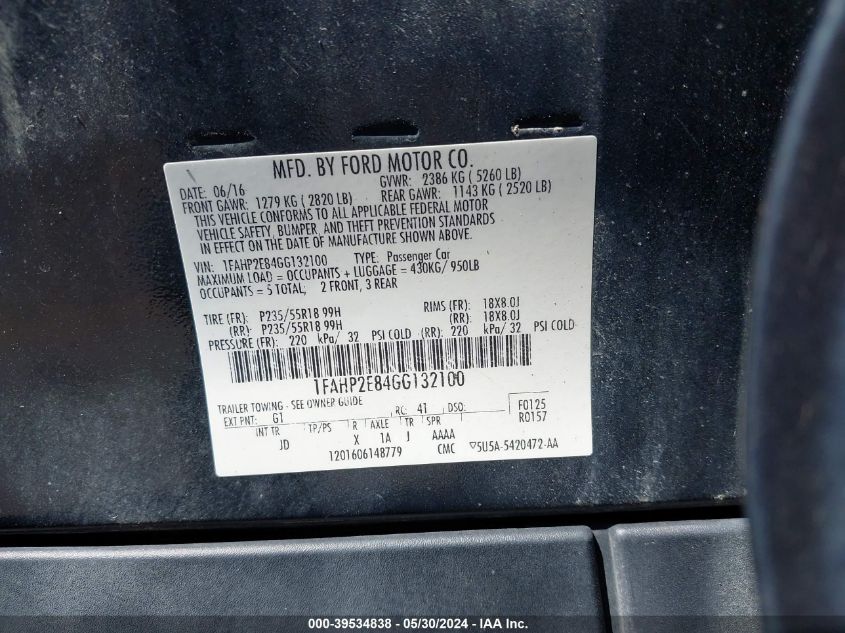 MFD. BY FORD MOTOR CO.
DATE: 06/16 GVWR: 2386 KG ( 5260 LB)
FRONT GAWR: 1279 KG ( 2820 LB) REAR GAWR: 1143 KG ( 2520 LB)
THIS VEHICLE CONFORMS TO ALL APPLICABLE FEDERAL MOTOR
VEHICLE SAFETY, BUMPER, AND THEFT PREVENTION STANDARDS
IN EFFECT ON THE DATE OF MANUFACTURE SHOWN ABOVE.
VIN: 1FAHP2E84GG132100 TYPE: Passenger Car
MAXIMUM LOAD = OCCUPANTS + LUGGAGE = 430KG/ 950LB
OCCUPANTS = 5 TOTAL; 2 FRONT, 3 REAR
TIRE (FR): P235/55R18 99H RIMS (FR): 18X8.0J
(RR): P235/55R18 99H (RR): 18X8.0J
PRESSURE (FR): 220 kPa/ 32 PSI COLD (RR): 220 kPa/ 32 PSI COLD
1FAHP2E84GG132100
TRAILER TOWING - SEE OWNER GUIDE
EXT PNT: G1 RC: 41 DSO: F0125
INT TR TP/PS R AXLE TR SPR R0157
JD X 1A J AAAA
1201606148779 CMC ▽5U5A-5420472-AA
000-39534838 - 05/30/2024 - IAA Inc.